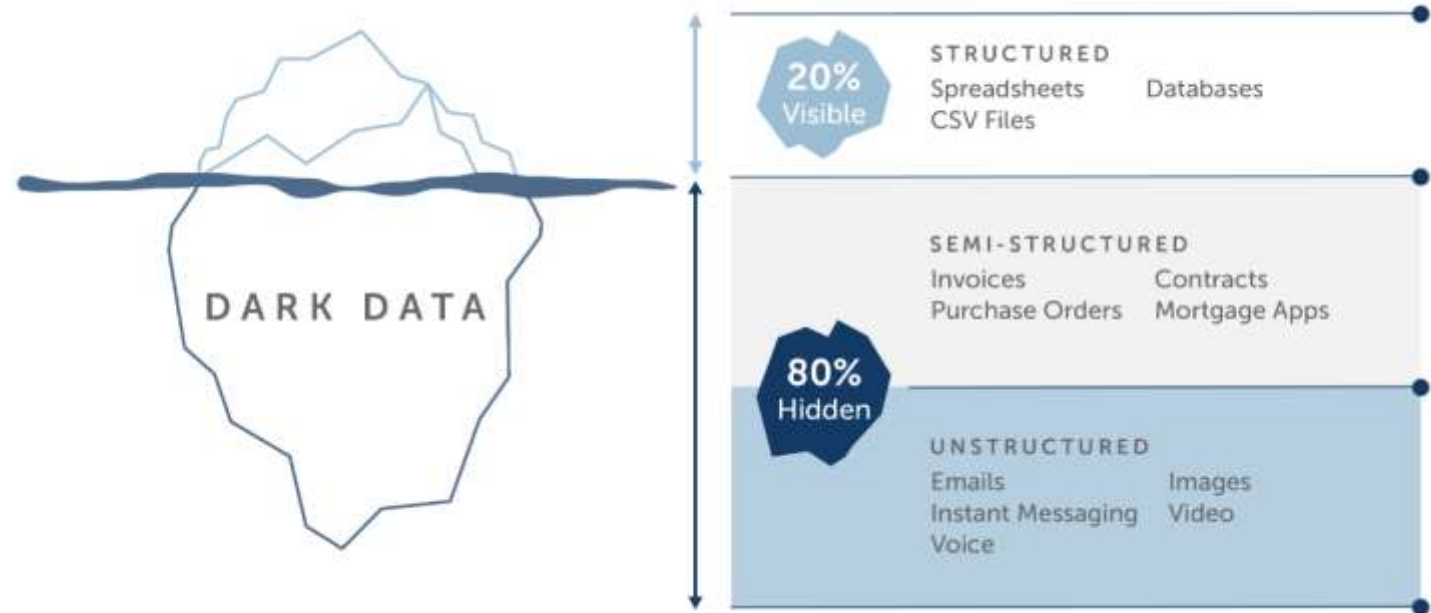 DARK DATA
20%
Visible
STRUCTURED
Spreadsheets Databases
CSV Files
80%
Hidden
SEMI-STRUCTURED
Invoices Contracts
Purchase Orders Mortgage Apps
UNSTRUCTURED
Emails Images
Instant Messaging Video
Voice